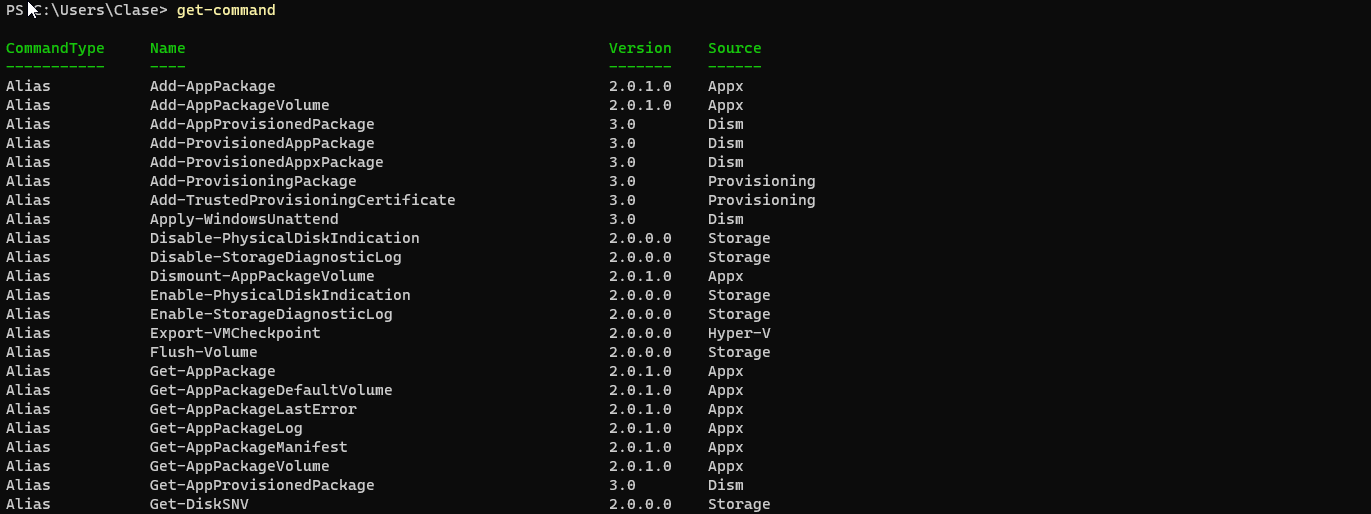 PS C:\Users\Clase> get-command
CommandType Name Version Source
----------- ---- ------- ------
Alias Add-AppPackage 2.0.1.0 Appx
Alias Add-AppPackageVolume 2.0.1.0 Appx
Alias Add-AppProvisionedPackage 3.0 Dism
Alias Add-ProvisionedAppPackage 3.0 Dism
Alias Add-ProvisionedAppxPackage 3.0 Dism
Alias Add-ProvisioningPackage 3.0 Provisioning
Alias Add-TrustedProvisioningCertificate 3.0 Provisioning
Alias Apply-WindowsUnattend 3.0 Dism
Alias Disable-PhysicalDiskIndication 2.0.0.0 Storage
Alias Disable-StorageDiagnosticLog 2.0.0.0 Storage
Alias Dismount-AppPackageVolume 2.0.1.0 Appx
Alias Enable-PhysicalDiskIndication 2.0.0.0 Storage
Alias Enable-StorageDiagnosticLog 2.0.0.0 Storage
Alias Export-VMCheckpoint 2.0.0.0 Hyper-V
Alias Flush-Volume 2.0.0.0 Storage
Alias Get-AppPackage 2.0.1.0 Appx
Alias Get-AppPackageDefaultVolume 2.0.1.0 Appx
Alias Get-AppPackageLastError 2.0.1.0 Appx
Alias Get-AppPackageLog 2.0.1.0 Appx
Alias Get-AppPackageManifest 2.0.1.0 Appx
Alias Get-AppPackageVolume 2.0.1.0 Appx
Alias Get-AppProvisionedPackage 3.0 Dism
Alias Get-DiskSNV 2.0.0.0 Storage